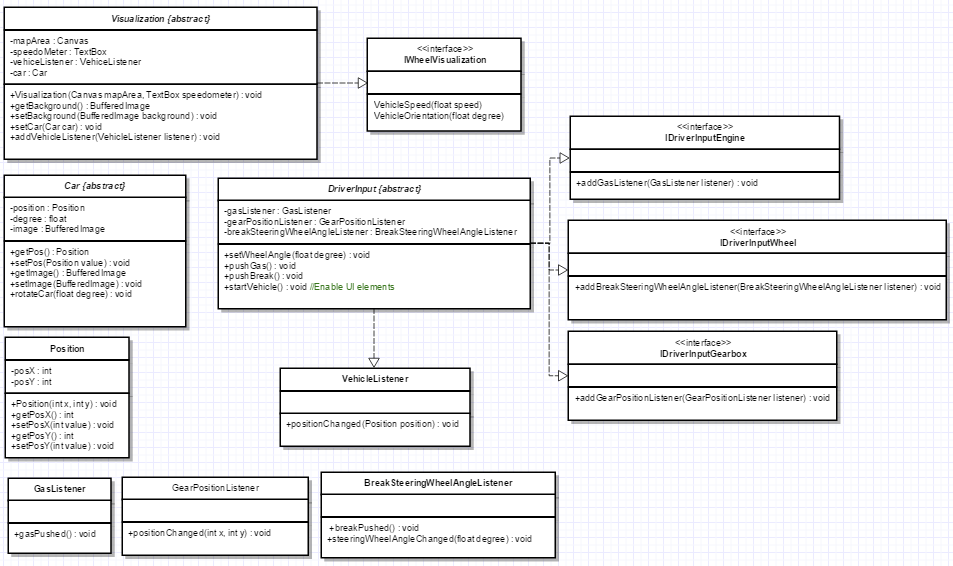 Visualization {abstract}
-mapArea : Canvas
-speedoMeter : TextBox
-vehicleListener : VehicleListener
-car : Car
+Visualization(Canvas mapArea, TextBox speedometer) : void
+getBackground() : BufferedImage
+setBackground(BufferedImage background) : void
+setCar(Car car) : void
+addVehicleListener(VehicleListener listener) : void
<<interface>>
IWheelVisualization
VehicleSpeed(float speed)
VehicleOrientation(float degree)
<<interface>>
IDriverInputEngine
+addGasListener(GasListener listener) : void
Car {abstract}
-position : Position
-degree : float
-image : BufferedImage
+getPos() : Position
+setPos(Position value) : void
+getImage() : BufferedImage
+setImage(BufferedImage) : void
+rotateCar(float degree) : void
DriverInput {abstract}
-gasListener : GasListener
-gearPositionListener : GearPositionListener
-breakSteeringWheelAngleListener : BreakSteeringWheelAngleListener
+setWheelAngle(float degree) : void
+pushGas() : void
+pushBreak() : void
+startVehicle() : void //Enable UI elements
<<interface>>
IDriverInputWheel
+addBreakSteeringWheelAngleListener(BreakSteeringWheelAngleListener listener) : void
<<interface>>
IDriverInputGearbox
+addGearPositionListener(GearPositionListener listener) : void
Position
-posX : int
-posY : int
+Position(int x, int y) : void
+getPosX() : int
+setPosX(int value) : void
+getPosY() : int
+setPosY(int value) : void
VehicleListener
+positionChanged(Position position) : void
GasListener
+gasPushed() : void
GearPositionListener
+positionChanged(int x, int y) : void
BreakSteeringWheelAngleListener
+breakPushed() : void
+steeringWheelAngleChanged(float degree) : void